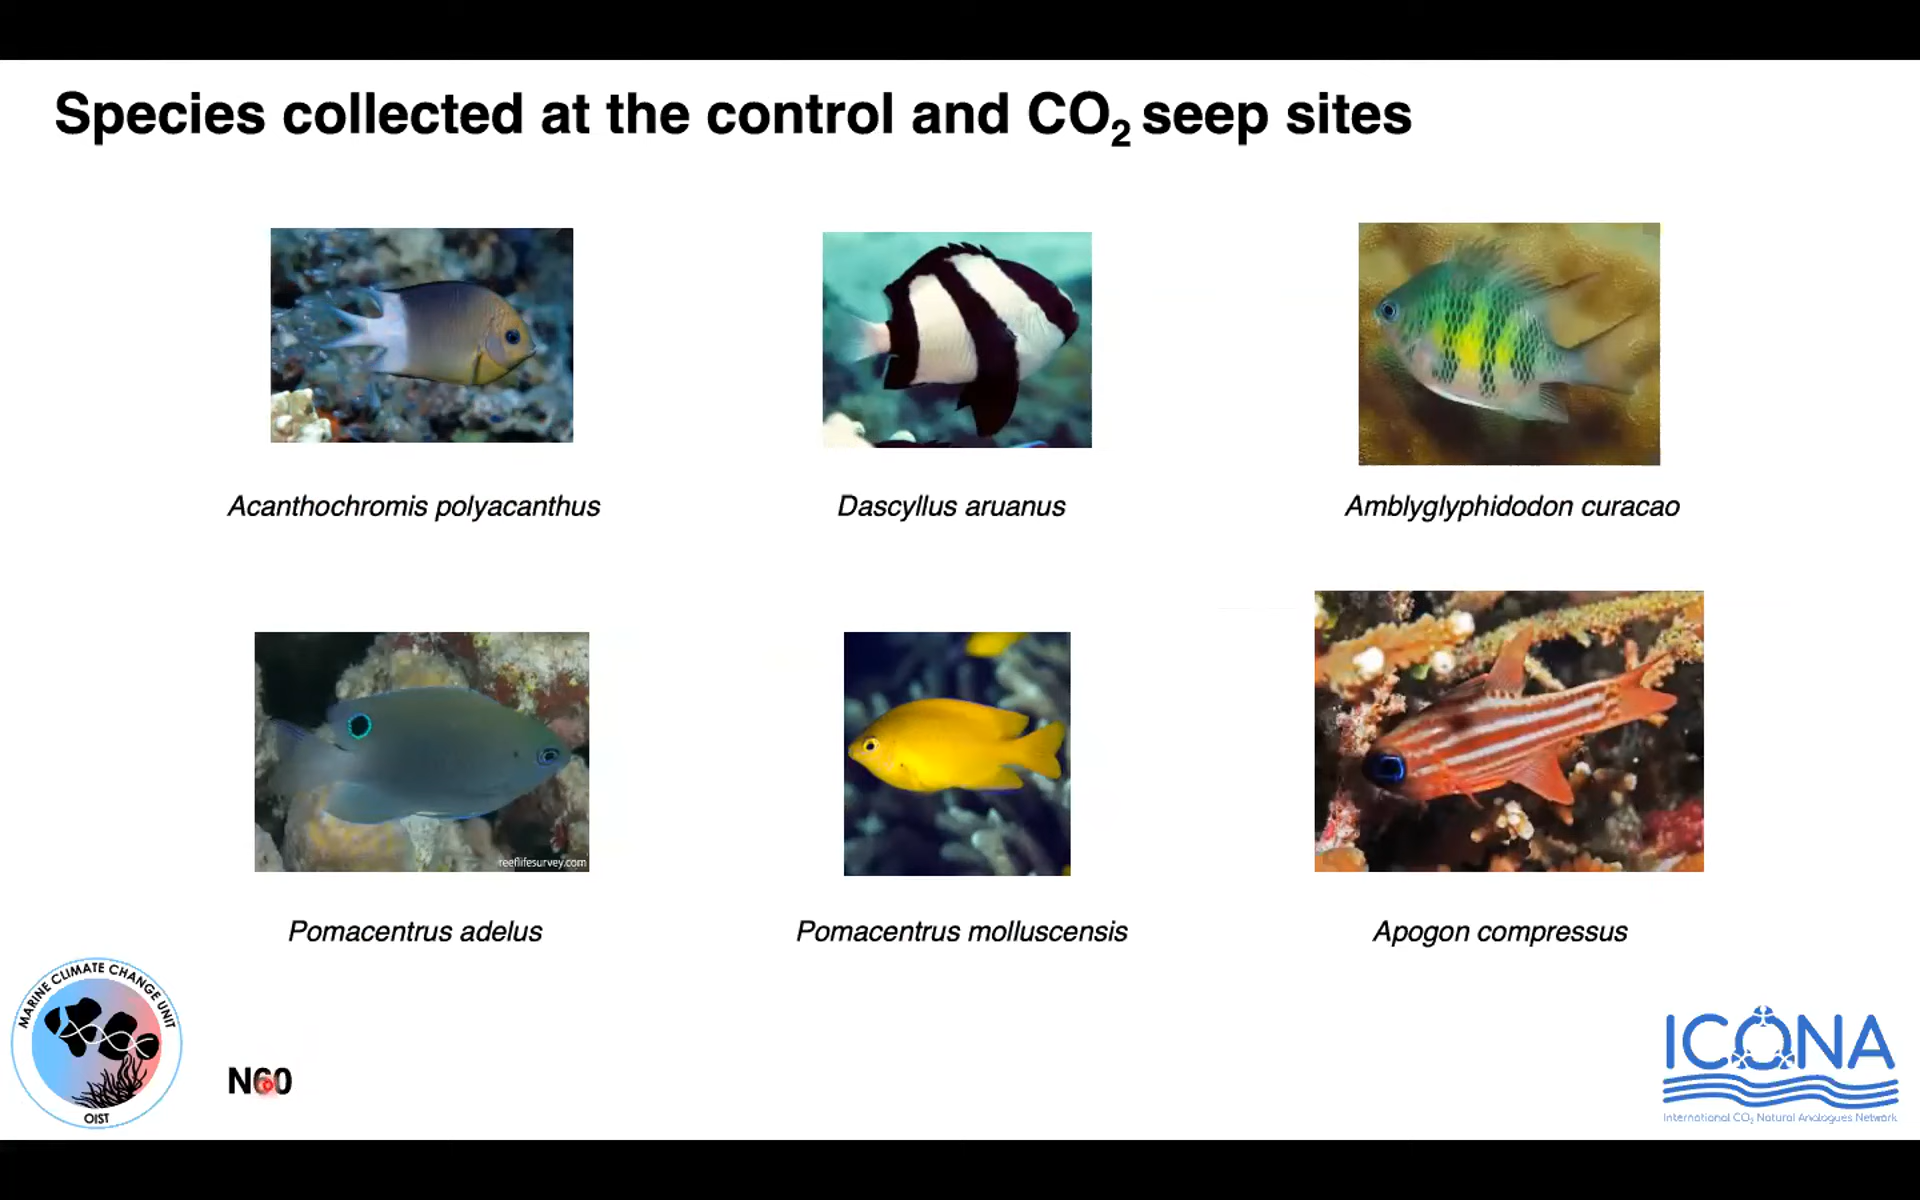 Species collected at the control and CO₂ seep sites
Acanthochromis polyacanthus
Dascyllus aruanus
Amblyglyphidodon curacao
reeflifesurvey.com
Pomacentrus adelus
Pomacentrus molluscensis
Apogon compressus
MARINE CLIMATE CHANGE UNIT
OIST
N60
ICONA
International CO₂ Natural Analogues Network